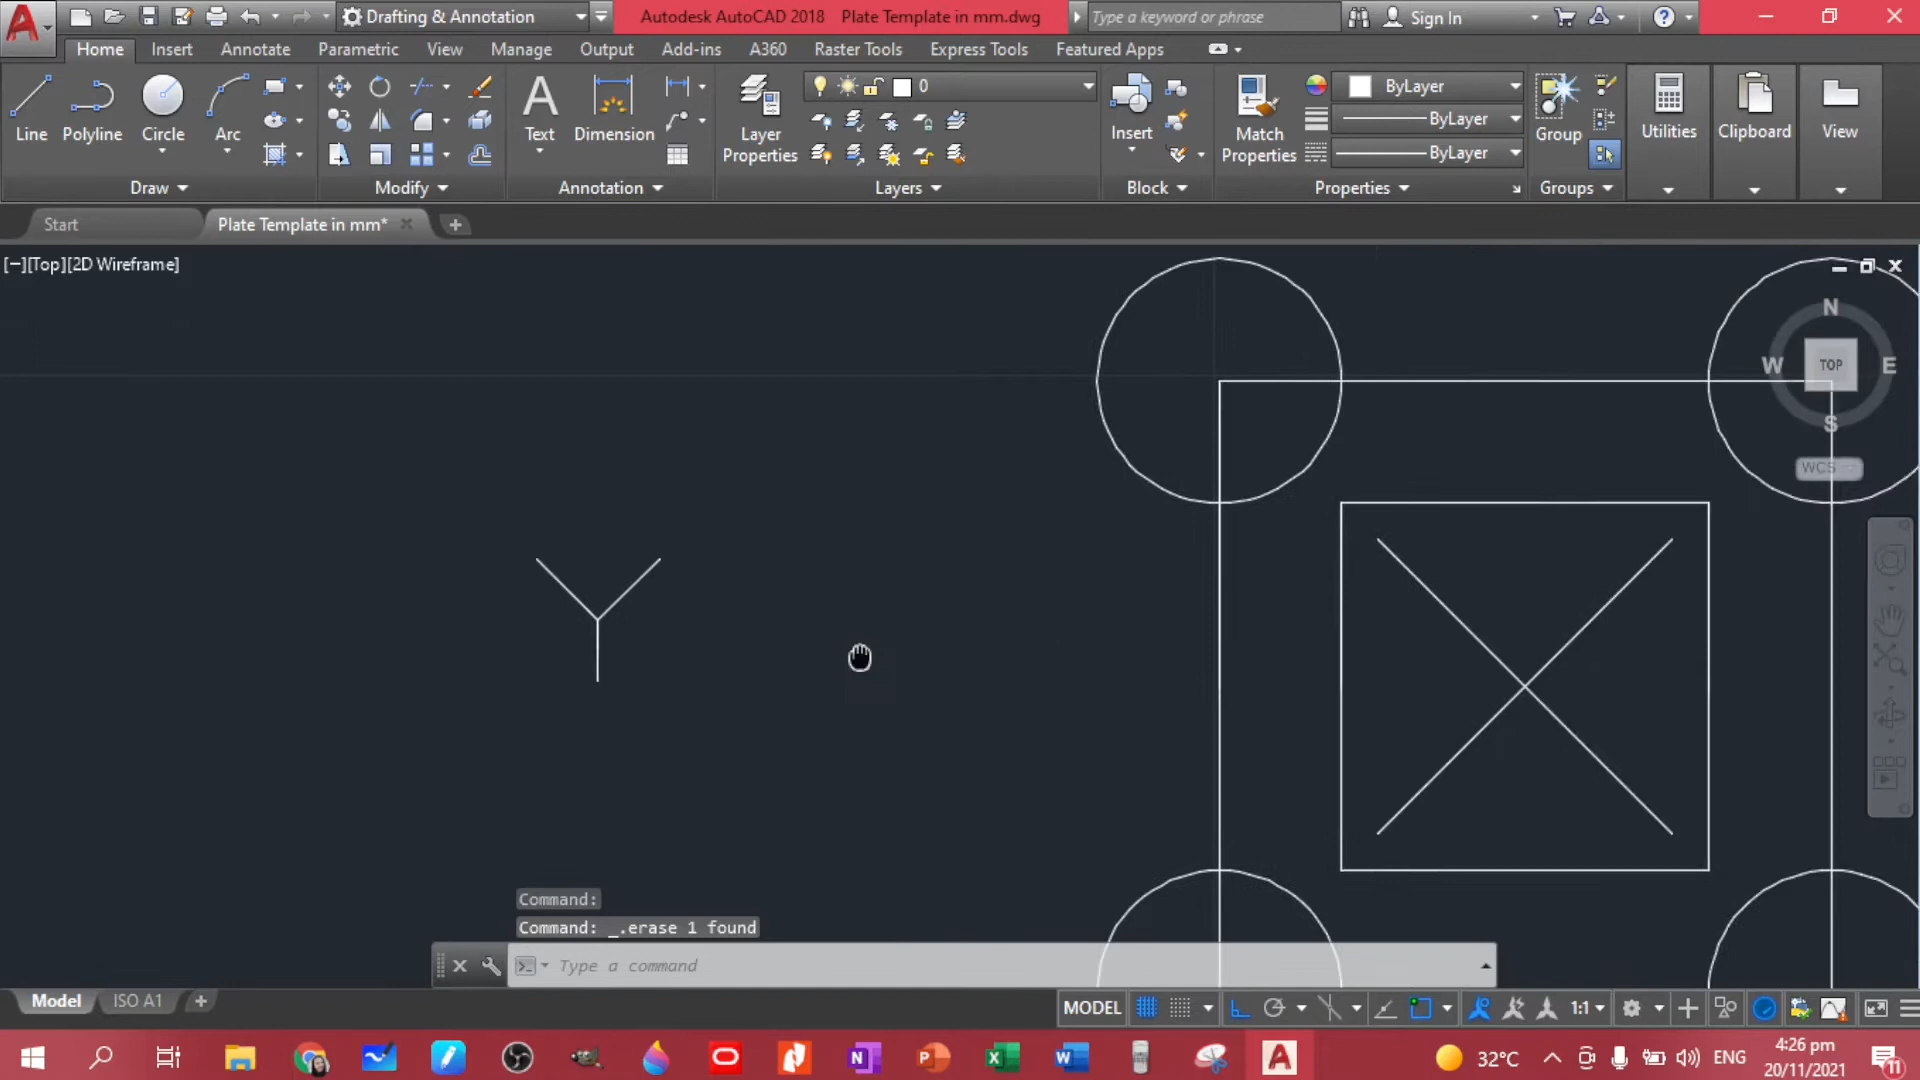 Drafting & Annotation
Autodesk AutoCAD 2018 Plate Template in mm.dwg
Type a keyword or phrase
Sign In
Home Insert Annotate Parametric View Manage Output Add-ins A360 Raster Tools Express Tools Featured Apps
Line Polyline Circle Arc
Text Dimension
Layer Properties
0
Insert
Match Properties
ByLayer
ByLayer
ByLayer
Group
Utilities
Clipboard
View
Draw Modify Annotation Layers Block Properties Groups
Start Plate Template in mm*
[−][Top][2D Wireframe]
N
W TOP E
S
WCS
Command:
Command: _.erase 1 found
Type a command
Model ISO A1
MODEL 1:1
32°C ENG 4:26 pm
20/11/2021
11